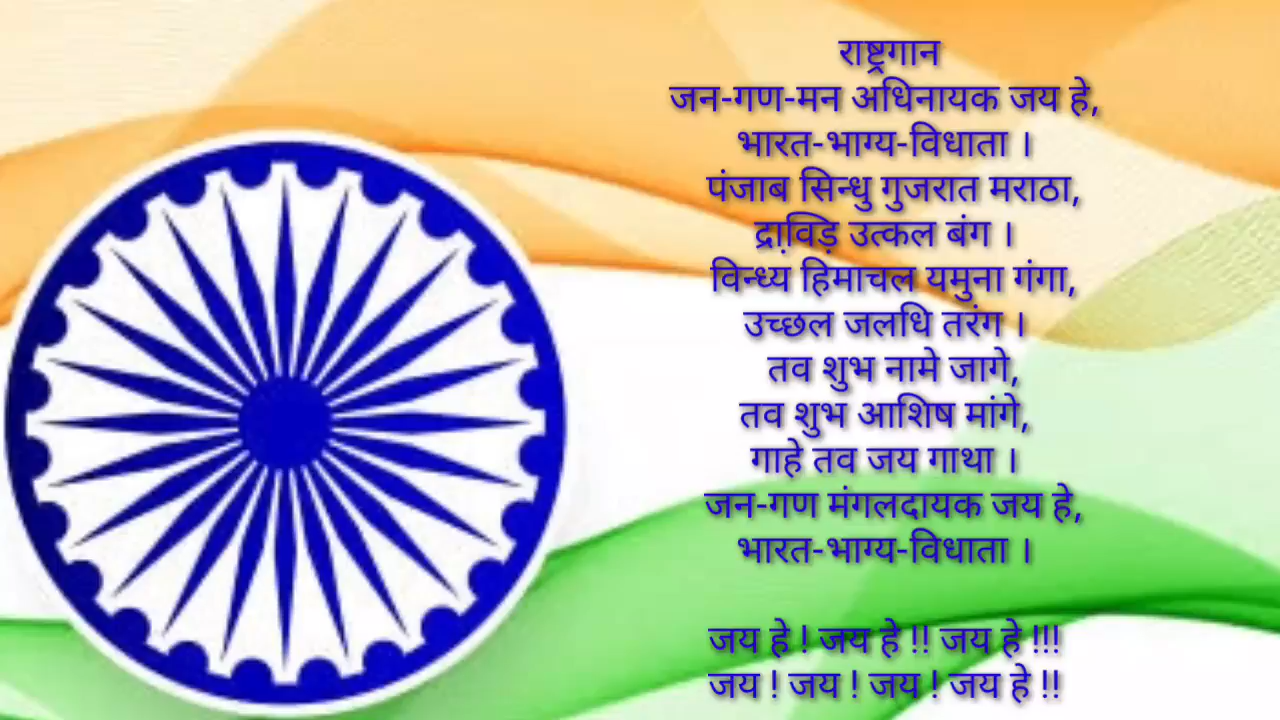 राष्ट्रगान
जन-गण-मन अधिनायक जय हे,
भारत-भाग्य-विधाता ।
पंजाब सिन्धु गुजरात मराठा,
द्रा़विड़ उत्कल बंग ।
विन्ध्य हिमाचल यमुना गंगा,
उच्छल जलधि तरंग ।
तव शुभ नामे जागे,
तव शुभ आशिष मांगे,
गाहे तव जय गाथा ।
जन-गण मंगलदायक जय हे,
भारत-भाग्य-विधाता ।
जय हे ! जय हे !! जय हे !!!
जय ! जय ! जय ! जय हे !!